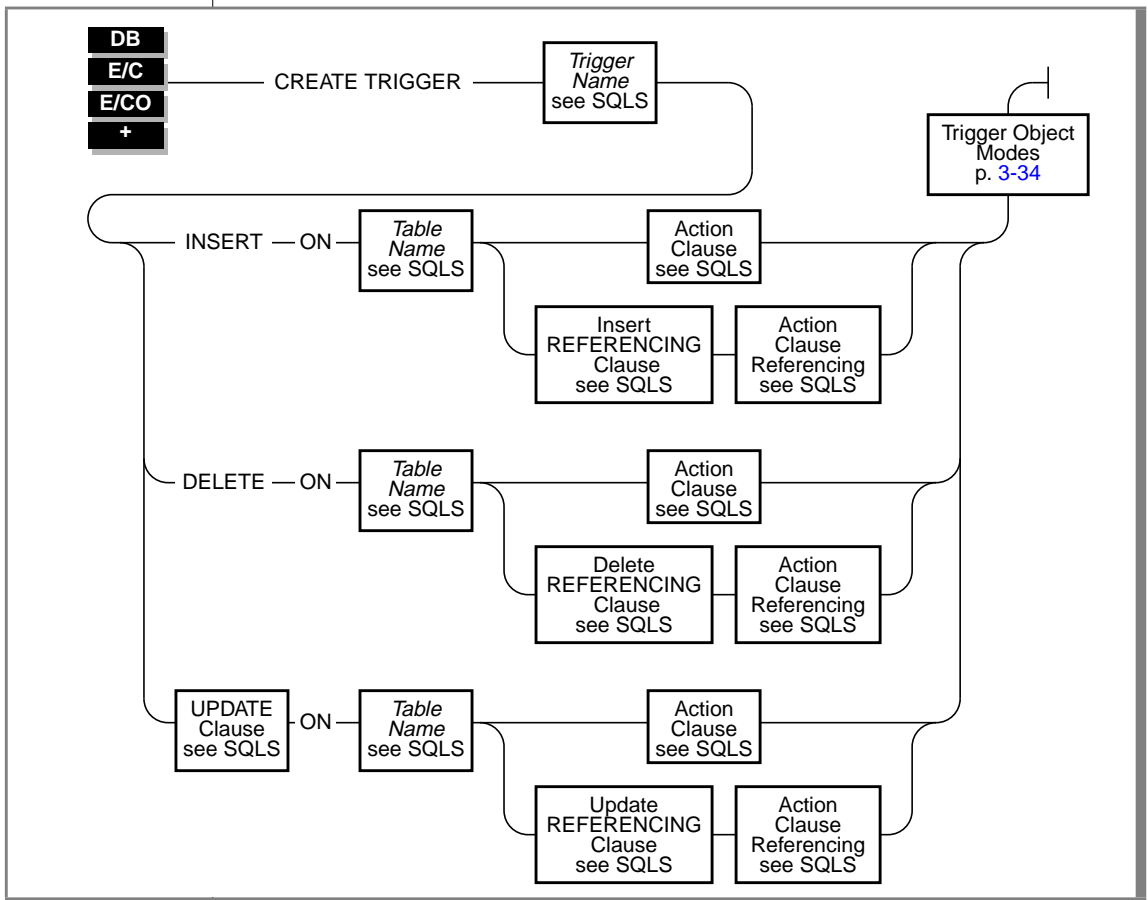 DB
E/C
E/CO
+
CREATE TRIGGER
Trigger
Name
see SQLS
Trigger Object
Modes
p. 3-34
INSERT
ON
Table
Name
see SQLS
Action
Clause
see SQLS
Insert
REFERENCING
Clause
see SQLS
Action
Clause
Referencing
see SQLS
DELETE
ON
Table
Name
see SQLS
Action
Clause
see SQLS
Delete
REFERENCING
Clause
see SQLS
Action
Clause
Referencing
see SQLS
UPDATE
Clause
see SQLS
ON
Table
Name
see SQLS
Action
Clause
see SQLS
Update
REFERENCING
Clause
see SQLS
Action
Clause
Referencing
see SQLS